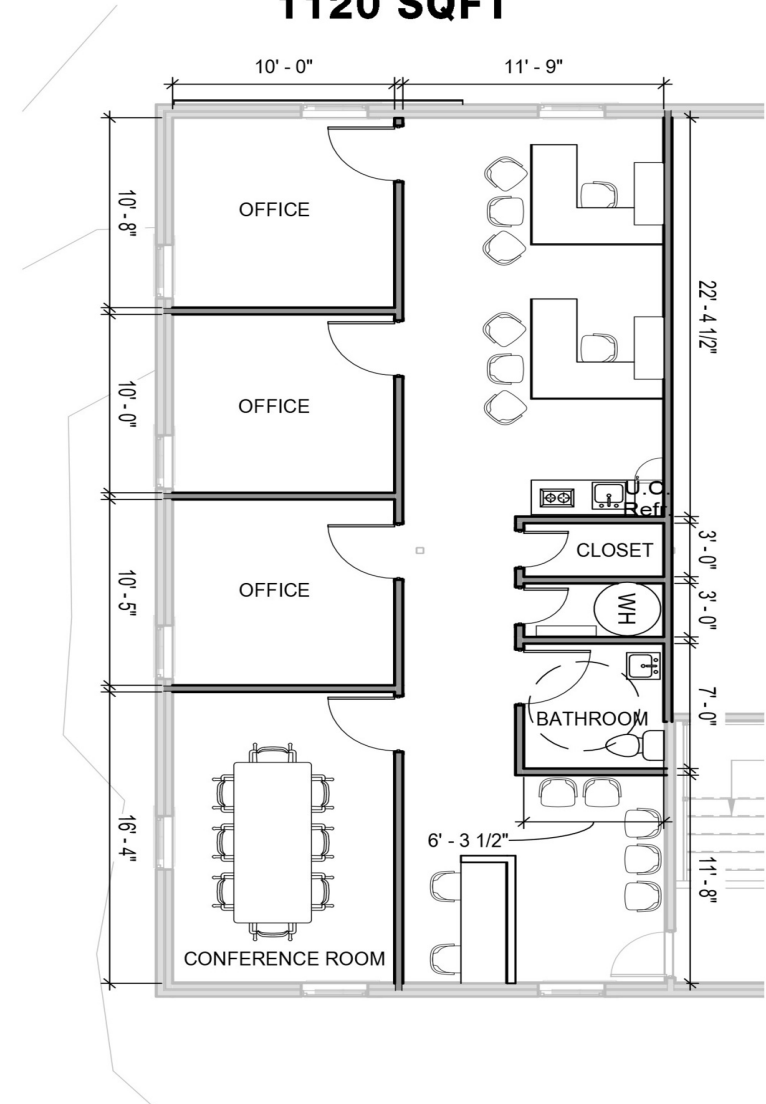 1120 SQFT
10' - 0"
11' - 9"
10' - 8"
OFFICE
22' - 4 1/2"
10' - 0"
OFFICE
U.C.
Refr.
3' - 0"
CLOSET
10' - 5"
OFFICE
3' - 0"
WH
7' - 0"
BATHROOM
16' - 4"
6' - 3 1/2"
11' - 8"
CONFERENCE ROOM